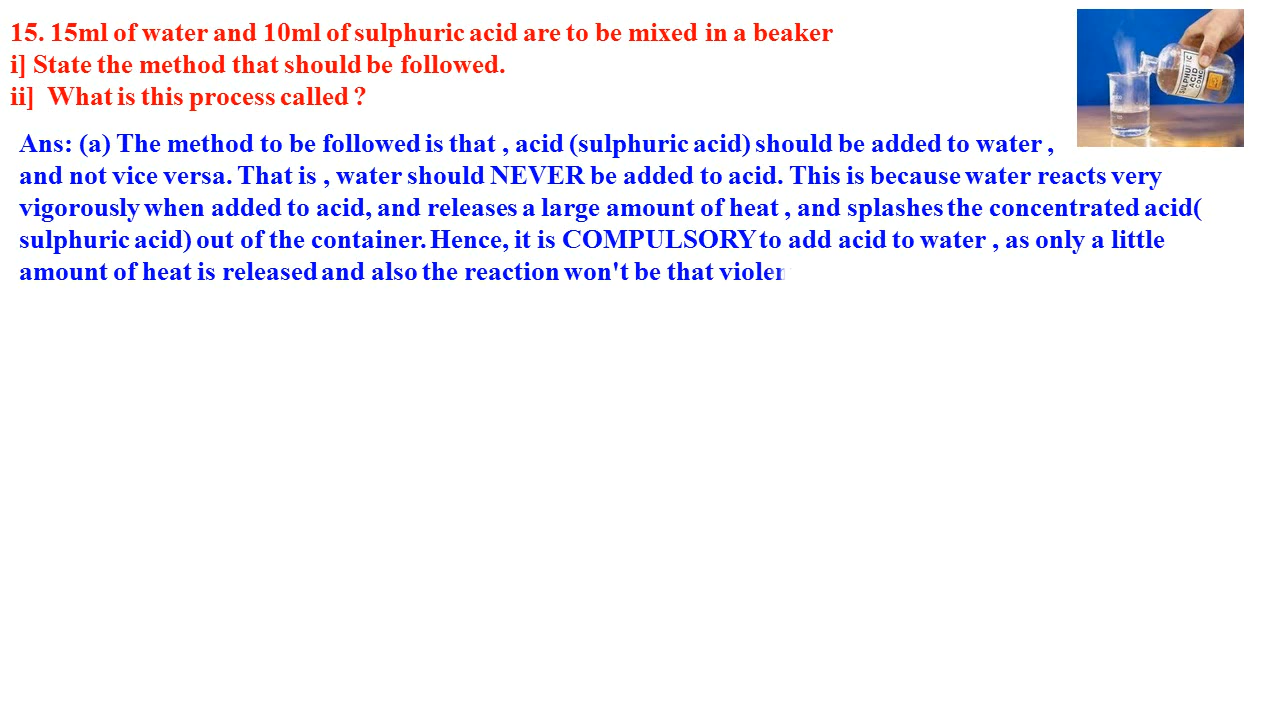 15. 15ml of water and 10ml of sulphuric acid are to be mixed in a beaker
i] State the method that should be followed.
ii] What is this process called ?
SULPHURIC
ACID
CONC
Ans: (a) The method to be followed is that , acid (sulphuric acid) should be added to water ,
and not vice versa. That is , water should NEVER be added to acid. This is because water reacts very
vigorously when added to acid, and releases a large amount of heat , and splashes the concentrated acid(
sulphuric acid) out of the container. Hence, it is COMPULSORY to add acid to water , as only a little
amount of heat is released and also the reaction won't be that violen